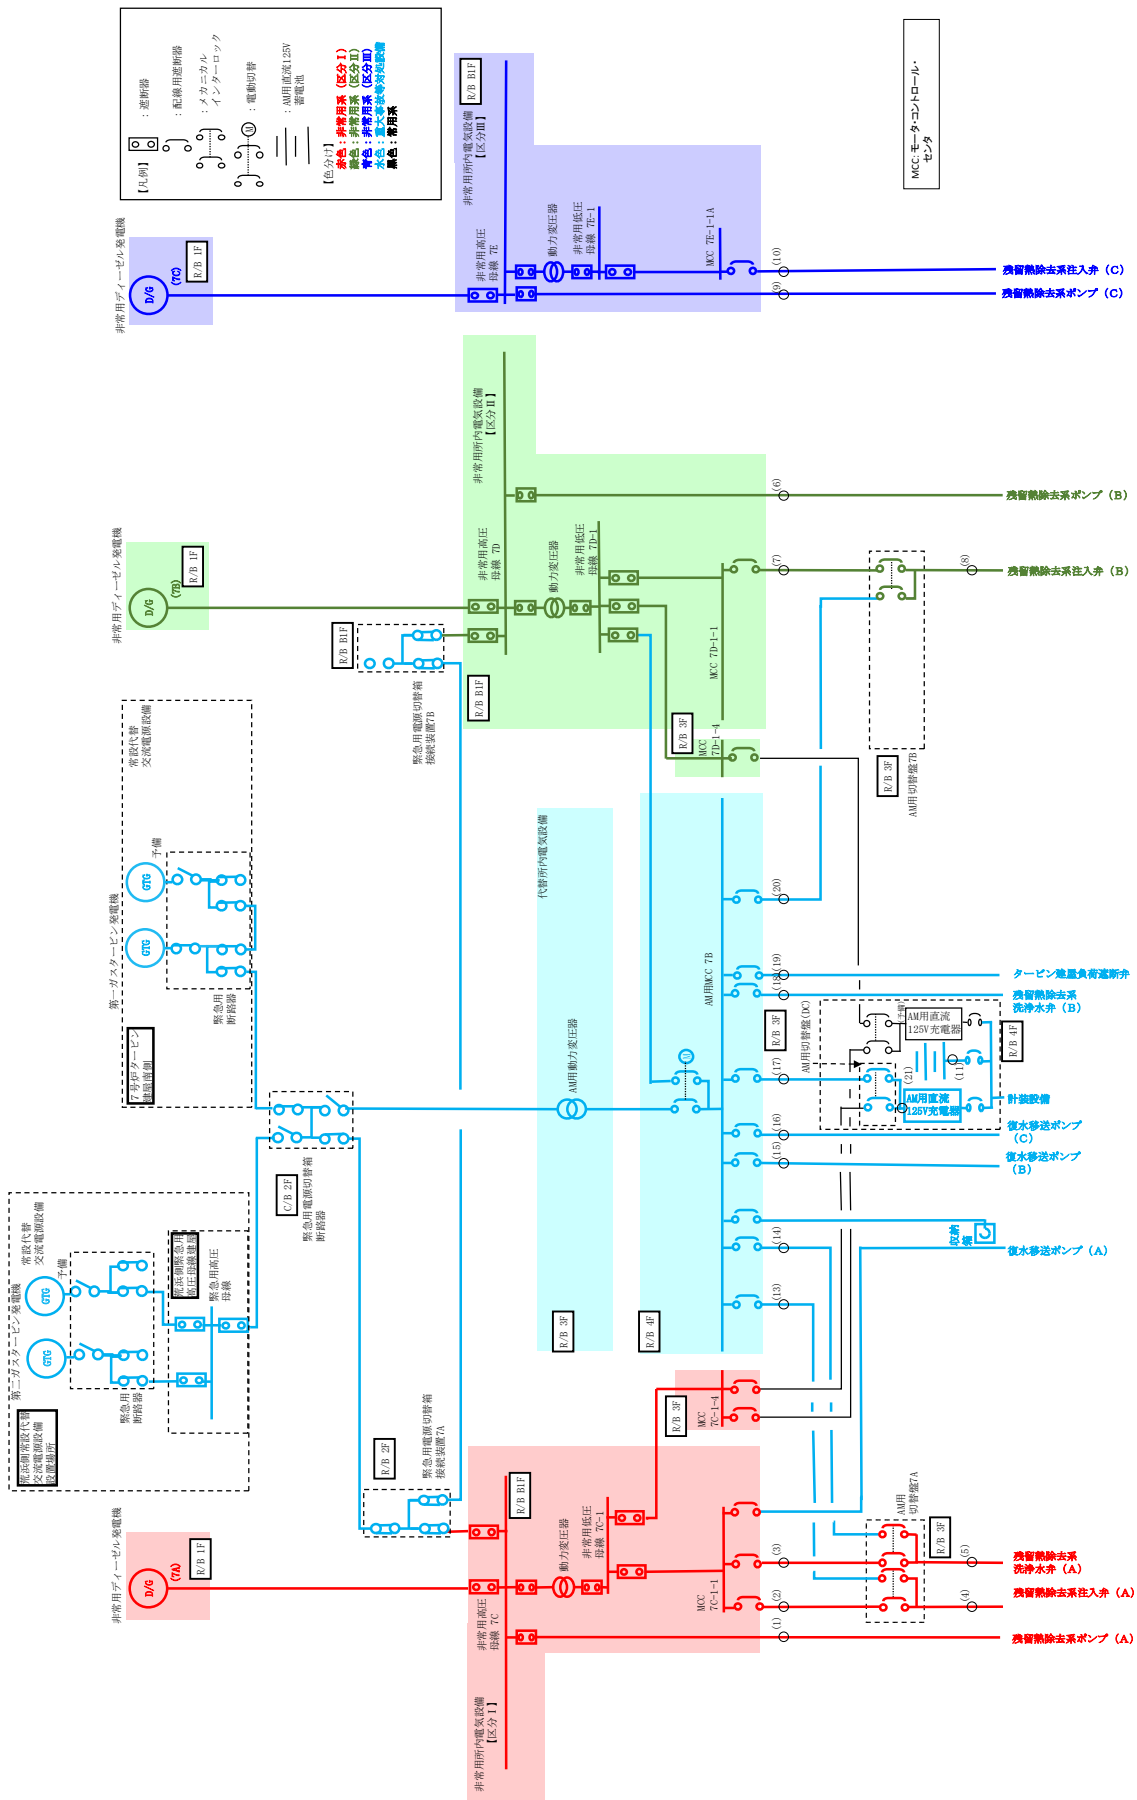 【凡例】
：遮断器
：配線用遮断器
：メカニカル
インターロック
M
：電動切替
：AM用直流125V
蓄電池
【色分け】
赤色：非常用系（区分Ⅰ）
緑色：非常用系（区分Ⅱ）
青色：非常用系（区分Ⅲ）
水色：重大事故等対処設備
黒色：常用系
MCC:モータ・コントロール・
センタ
非常用ディーゼル発電機
D/G
(7C)
R/B 1F
R/B B1F
非常用所内電気設備
【区分Ⅲ】
非常用高圧
母線 7E
動力変圧器
非常用低圧
母線 7E-1
MCC 7E-1-1A
(10)
(9)
残留熱除去系注入弁（C）
残留熱除去系ポンプ（C）
非常用ディーゼル発電機
D/G
(7B)
R/B 1F
非常用所内電気設備
【区分Ⅱ】
非常用高圧
母線 7D
動力変圧器
非常用低圧
母線 7D-1
MCC 7D-1-1
R/B B1F
R/B B1F
緊急用電源切替箱
接続装置7B
R/B 3F
MCC
7D-1-4
(6)
(7)
(8)
残留熱除去系ポンプ（B）
残留熱除去系注入弁（B）
R/B 3F
AM用切替盤7B
常設代替
交流電源設備
予備
GTG
GTG
第一ガスタービン発電機
緊急用
断路器
7号炉タービン
建屋南側
代替所内電気設備
AM用動力変圧器
AM用MCC 7B
M
R/B 3F
R/B 4F
R/B 3F
(20)
(19)
(18)
(17)
(16)
(15)
(14)
(13)
タービン建屋負荷遮断弁
残留熱除去系
洗浄水弁（B）
AM用切替盤(DC)
(予備)
AM用直流
125V充電器
AM用直流
125V充電器
(21)
(11)
R/B 4F
計装設備
復水移送ポンプ
（C）
復水移送ポンプ
（B）
収納
箱
復水移送ポンプ（A）
C/B 2F
緊急用電源切替箱
断路器
常設代替
交流電源設備
予備
GTG
GTG
第二ガスタービン発電機
緊急用
断路器
荒浜側緊急用
高圧母線建屋
緊急用高圧
母線
荒浜側常設代替
交流電源設備
設置場所
R/B 2F
緊急用電源切替箱
接続装置7A
非常用ディーゼル発電機
D/G
(7A)
R/B 1F
R/B B1F
非常用高圧
母線 7C
動力変圧器
非常用低圧
母線 7C-1
MCC
7C-1-1
R/B 3F
MCC
7C-1-4
非常用所内電気設備
【区分Ⅰ】
(3)
(2)
(1)
AM用
切替盤7A
R/B 3F
(5)
(4)
残留熱除去系
洗浄水弁（A）
残留熱除去系注入弁（A）
残留熱除去系ポンプ（A）